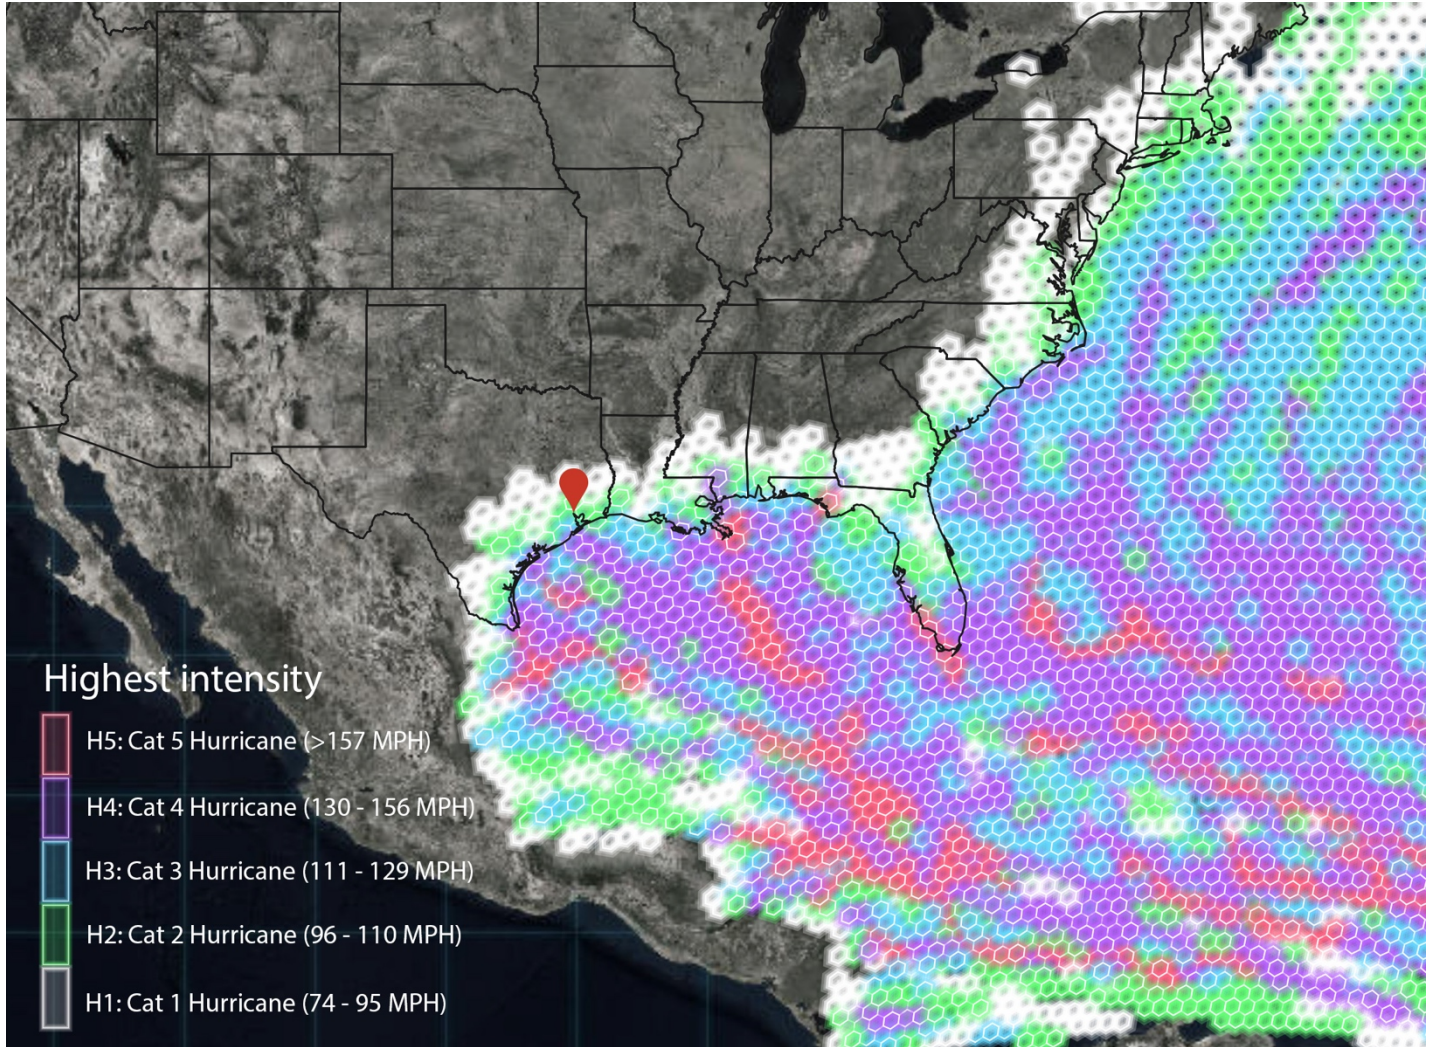 Highest intensity
H5: Cat 5 Hurricane (>157 MPH)
H4: Cat 4 Hurricane (130 - 156 MPH)
H3: Cat 3 Hurricane (111 - 129 MPH)
H2: Cat 2 Hurricane (96 - 110 MPH)
H1: Cat 1 Hurricane (74 - 95 MPH)